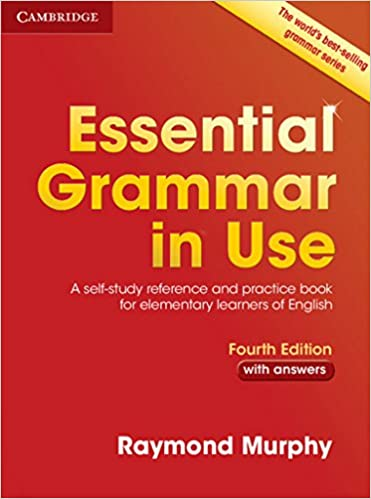 CAMBRIDGE
The world's best-selling
grammar series
Essential
Grammar
in Use
A self-study reference and practice book
for elementary learners of English
Fourth Edition
with answers
Raymond Murphy